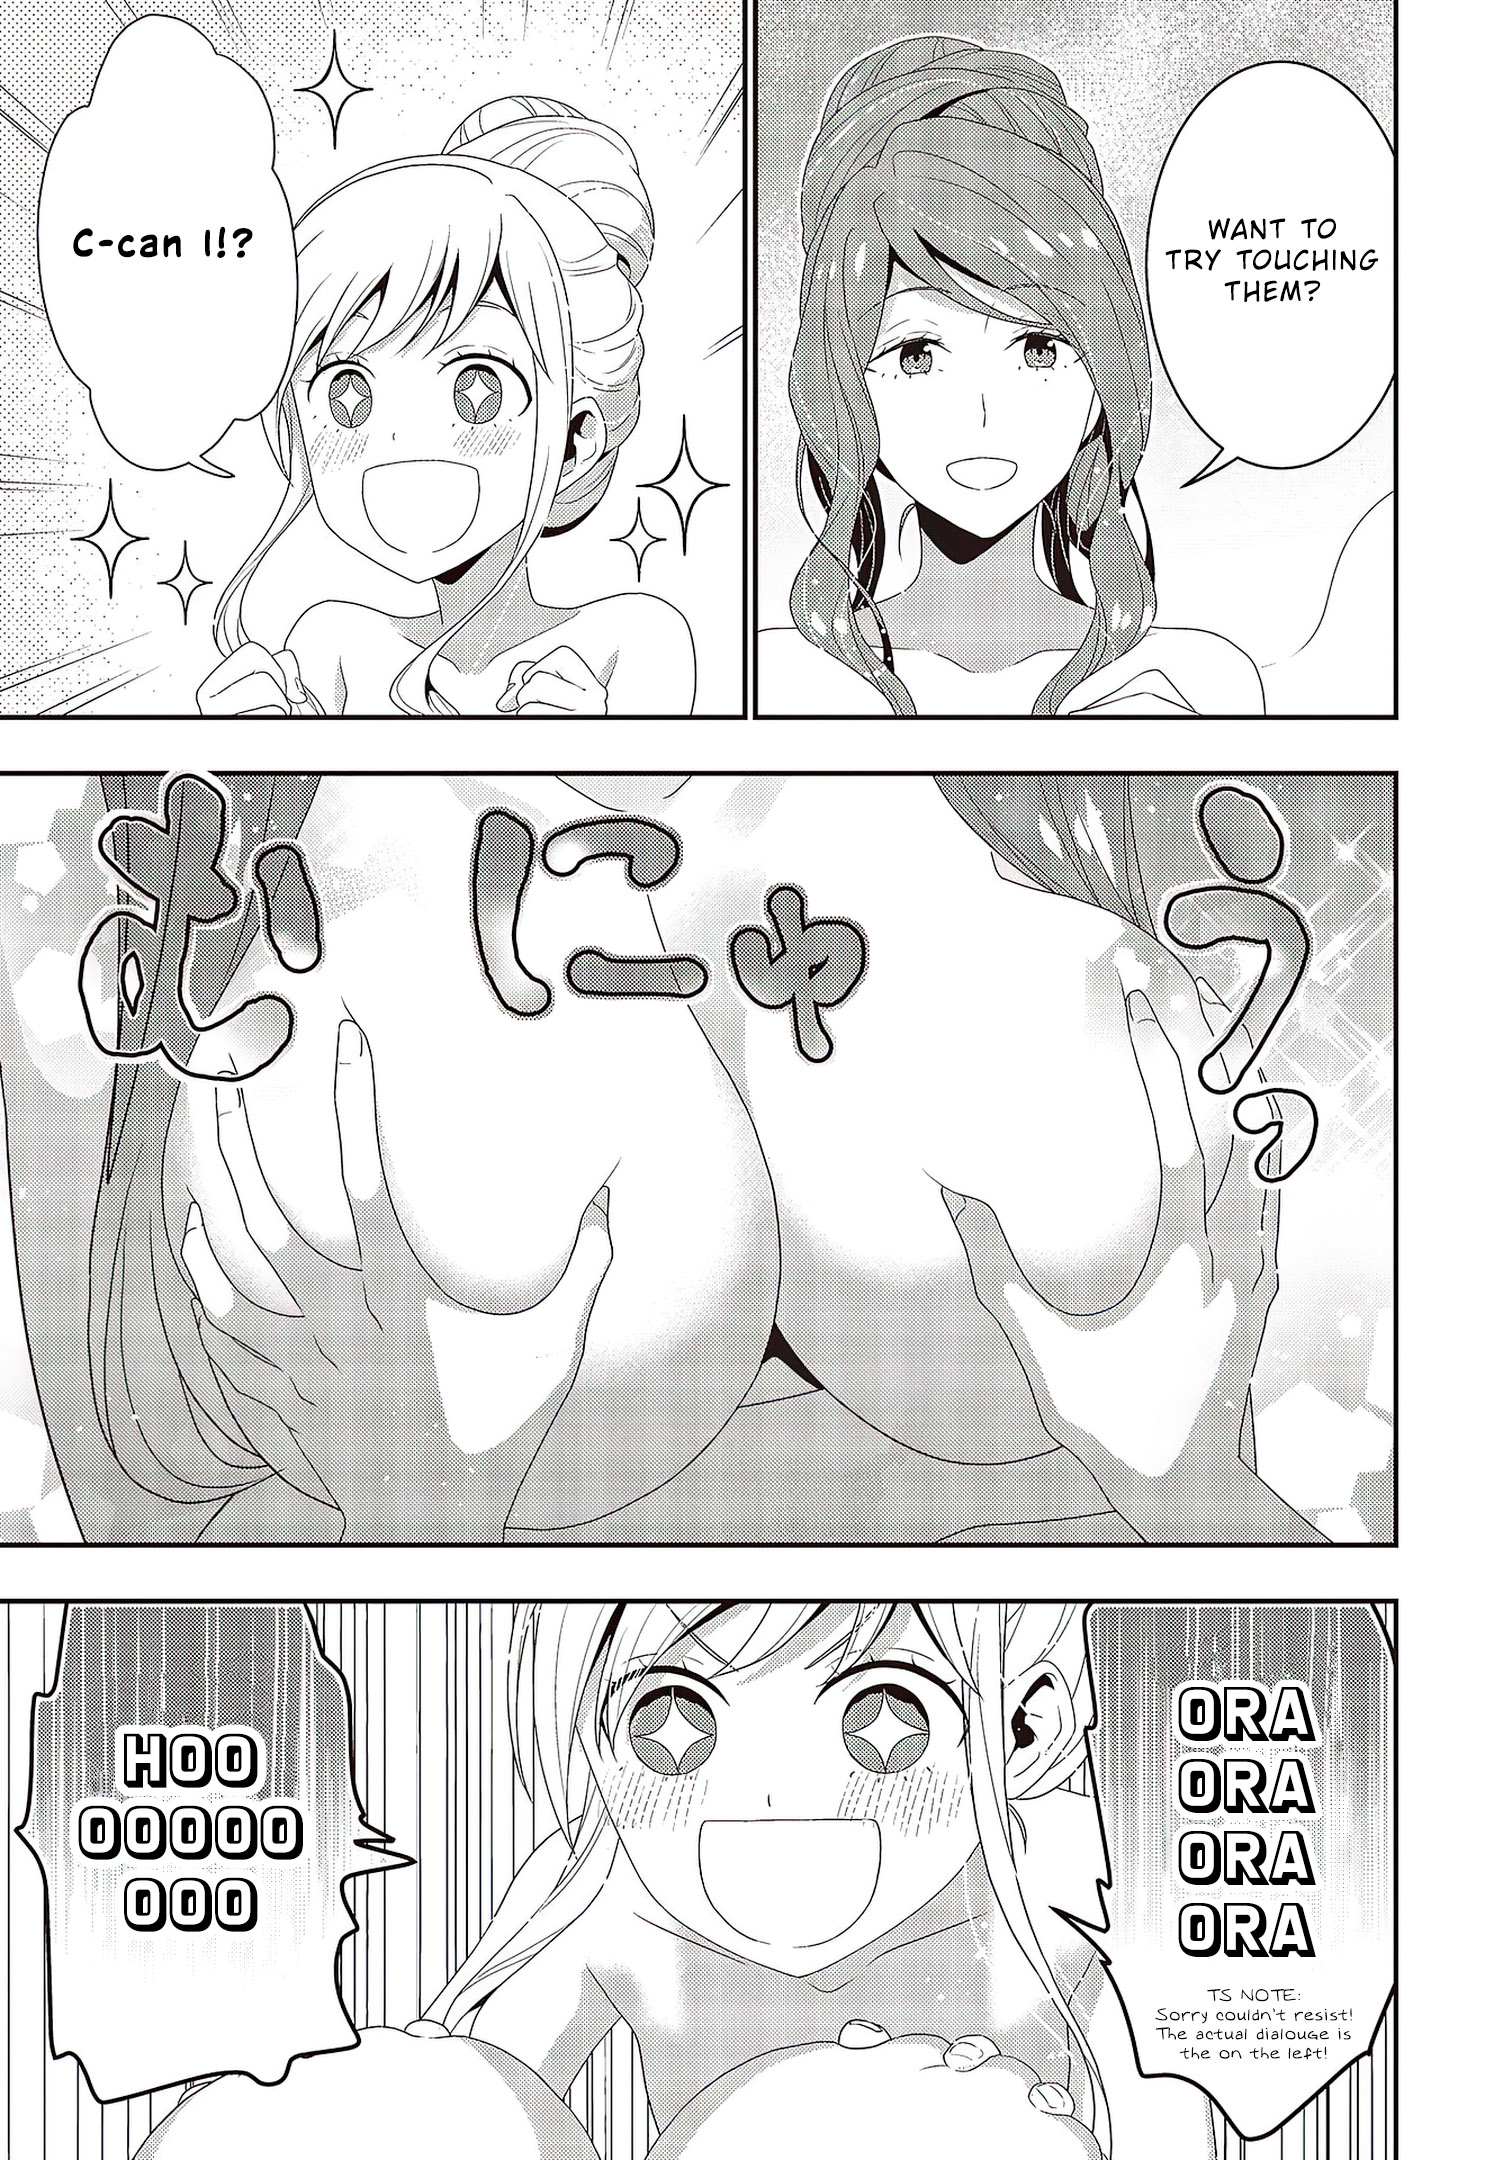 WANT TO
TRY TOUCHING
THEM?
C-can I!?
むにゅうっ
ORA
ORA
ORA
ORA
TS NOTE:
Sorry couldn't resist!
The actual dialouge is
the on the left!
HOO
OOOOO
OOO